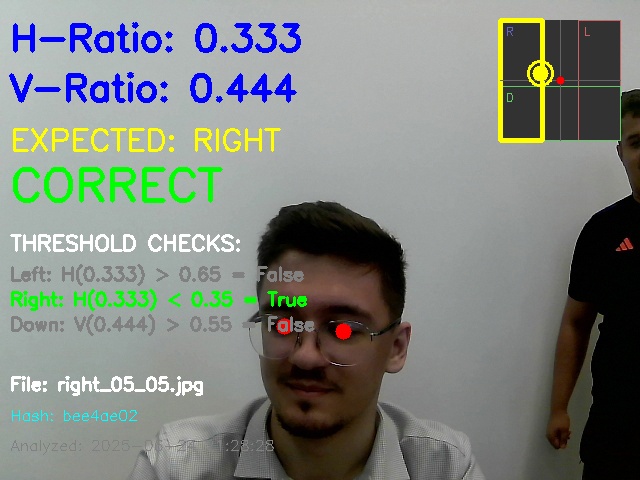 H-Ratio: 0.333
V-Ratio: 0.444
EXPECTED: RIGHT
CORRECT
THRESHOLD CHECKS:
Left: H(0.333) > 0.65 = False
Right: H(0.333) < 0.35 = True
Down: V(0.444) > 0.55 = False
File: right_05_05.jpg
Hash: bee4ae02
Analyzed:
R
L
D